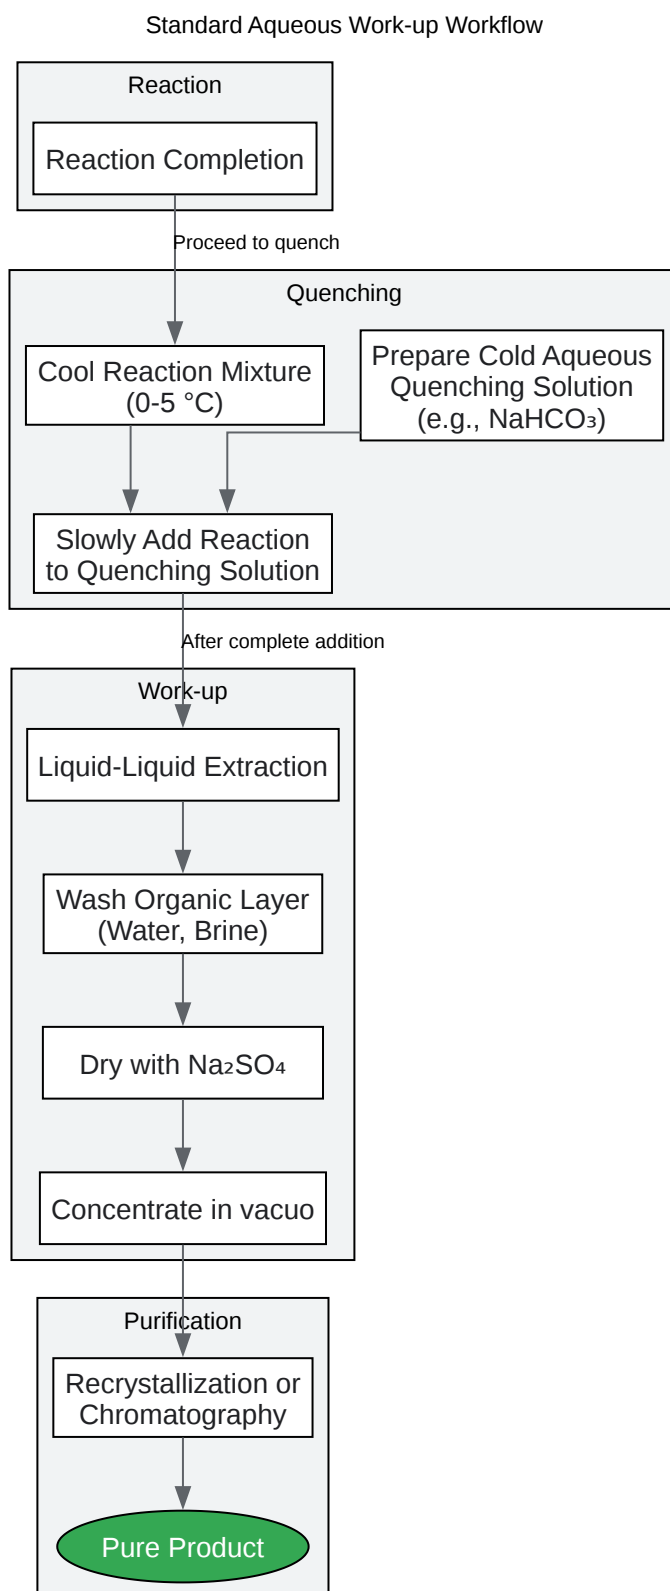 Standard Aqueous Work-up Workflow
Reaction
Reaction Completion
Proceed to quench
Quenching
Cool Reaction Mixture
(0-5 °C)
Prepare Cold Aqueous
Quenching Solution
(e.g., NaHCO₃)
Slowly Add Reaction
to Quenching Solution
After complete addition
Work-up
Liquid-Liquid Extraction
Wash Organic Layer
(Water, Brine)
Dry with Na₂SO₄
Concentrate in vacuo
Purification
Recrystallization or
Chromatography
Pure Product